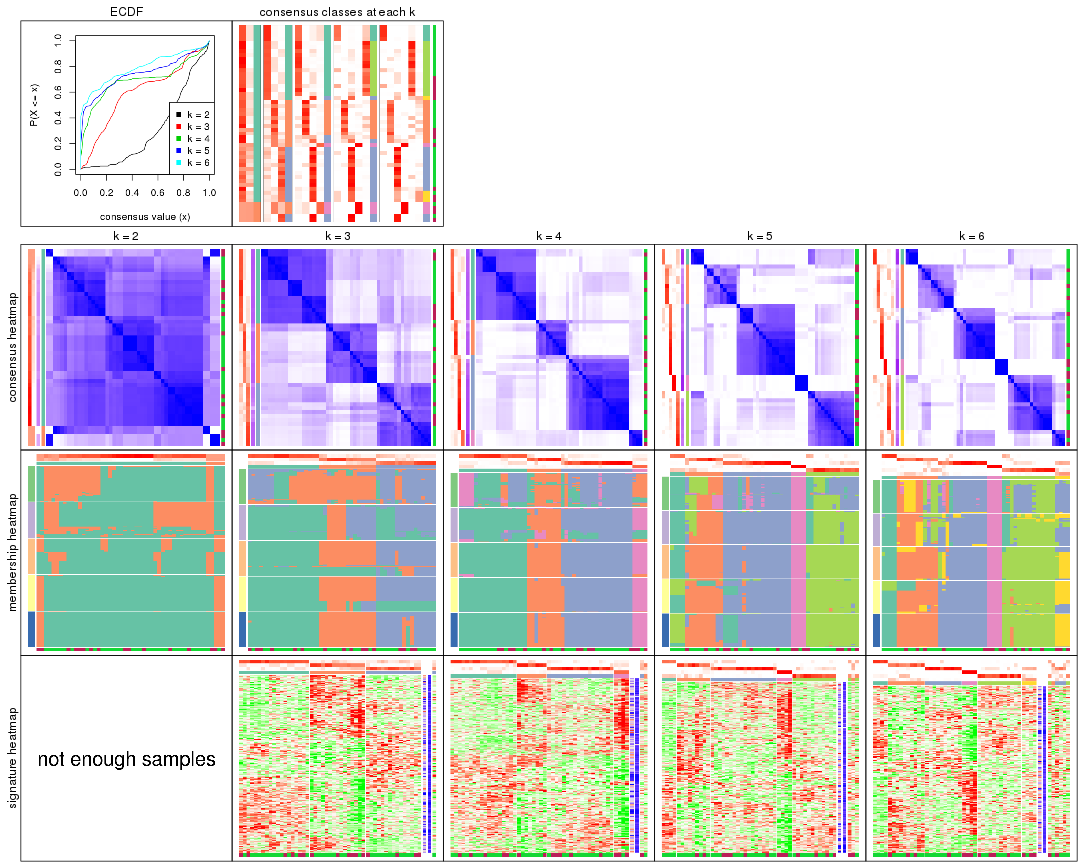 ECDF
consensus classes at each k
P(X <= x)
0.0 0.2 0.4 0.6 0.8 1.0
k = 2
k = 3
k = 4
k = 5
k = 6
0.0 0.2 0.4 0.6 0.8 1.0
consensus value (x)
k = 2
k = 3
k = 4
k = 5
k = 6
consensus heatmap
membership heatmap
signature heatmap
not enough samples